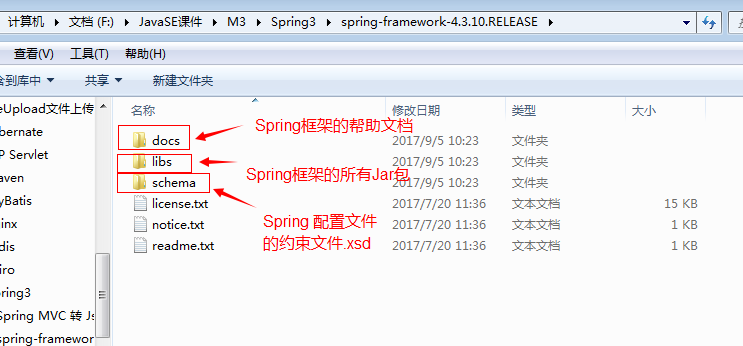 计算机 ▸ 文档 (F:) ▸ JavaSE课件 ▸ M3 ▸ Spring3 ▸ spring-framework-4.3.10.RELEASE ▸
查看(V) 工具(T) 帮助(H)
含到库中 共享 新建文件夹
eUpload文件上传
ibernate
P Servlet
aven
yBatis
inx
dis
iro
pring3
Spring MVC 转 Js
spring-framewor
名称 修改日期 类型 大小
docs 2017/9/5 10:23 文件夹
libs 2017/9/5 10:23 文件夹
schema 2017/9/5 10:23 文件夹
license.txt 2017/7/20 11:36 文本文档 15 KB
notice.txt 2017/7/20 11:36 文本文档 1 KB
readme.txt 2017/7/20 11:36 文本文档 1 KB
Spring框架的帮助文档
Spring框架的所有Jar包
Spring 配置文件
的约束文件.xsd